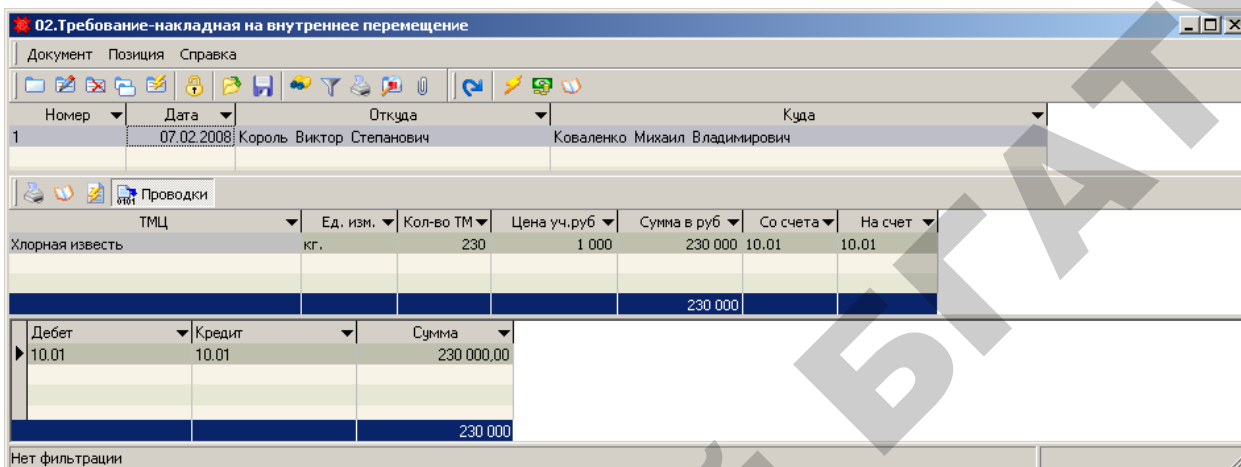 02.Требование-накладная на внутреннее перемещение
Документ Позиция Справка
Номер Дата Откуда Куда
1 07.02.2008 Король Виктор Степанович Коваленко Михаил Владимирович
Проводки
ТМЦ Ед. изм. Кол-во ТМ Цена уч.руб Сумма в руб Со счета На счет
Хлорная известь кг. 230 1 000 230 000 10.01 10.01
230 000
Дебет Кредит Сумма
10.01 10.01 230 000,00
230 000
Нет фильтрации
БГАТ